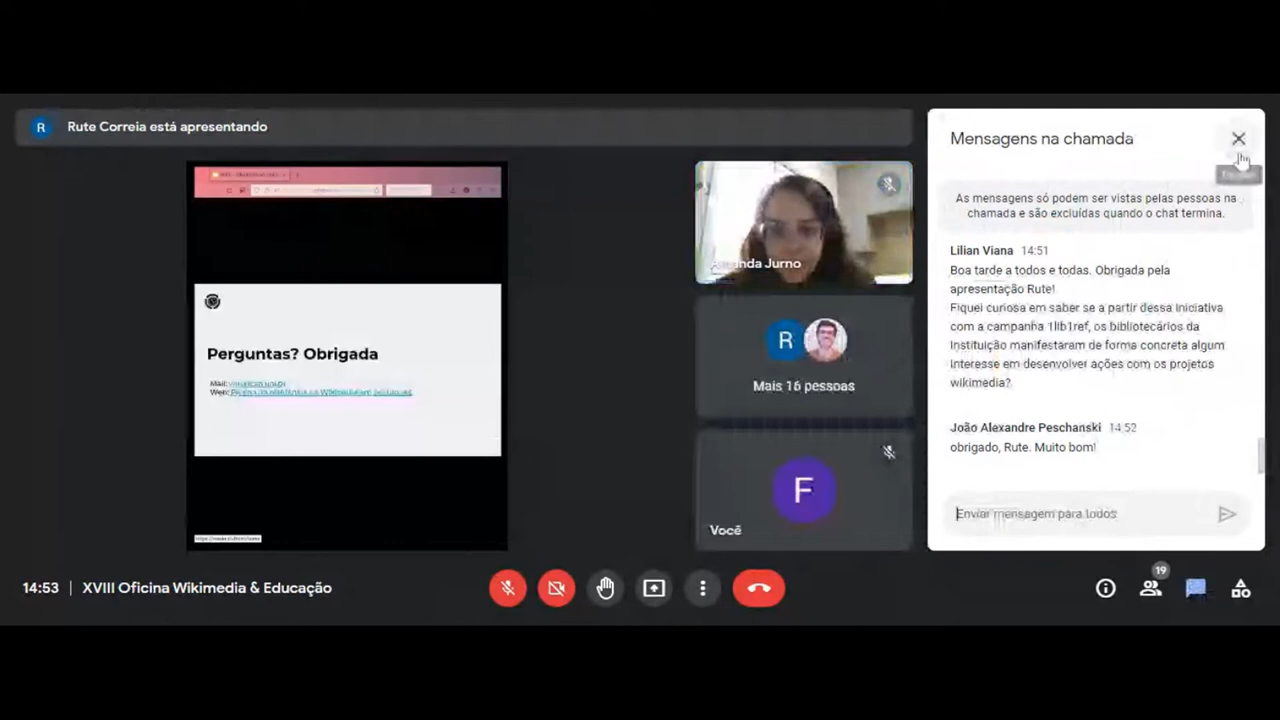 R Rute Correia está apresentando
Perguntas? Obrigada
Mail:
Web:
Jurno
R
Mais 16 pessoas
F
Você
Mensagens na chamada
As mensagens só podem ser vistas pelas pessoas na
chamada e são excluídas quando o chat termina.
Lilian Viana 14:51
Boa tarde a todos e todas. Obrigada pela
apresentação Rute!
Fiquei curiosa em saber se a partir dessa iniciativa
com a campanha 1lib1ref, os bibliotecários da
Instituição manifestaram de forma concreta algum
interesse em desenvolver ações com os projetos
wikimedia?
João Alexandre Peschanski 14:52
obrigado, Rute. Muito bom!
Enviar mensagem para todos
14:53 | XVIII Oficina Wikimedia & Educação
19